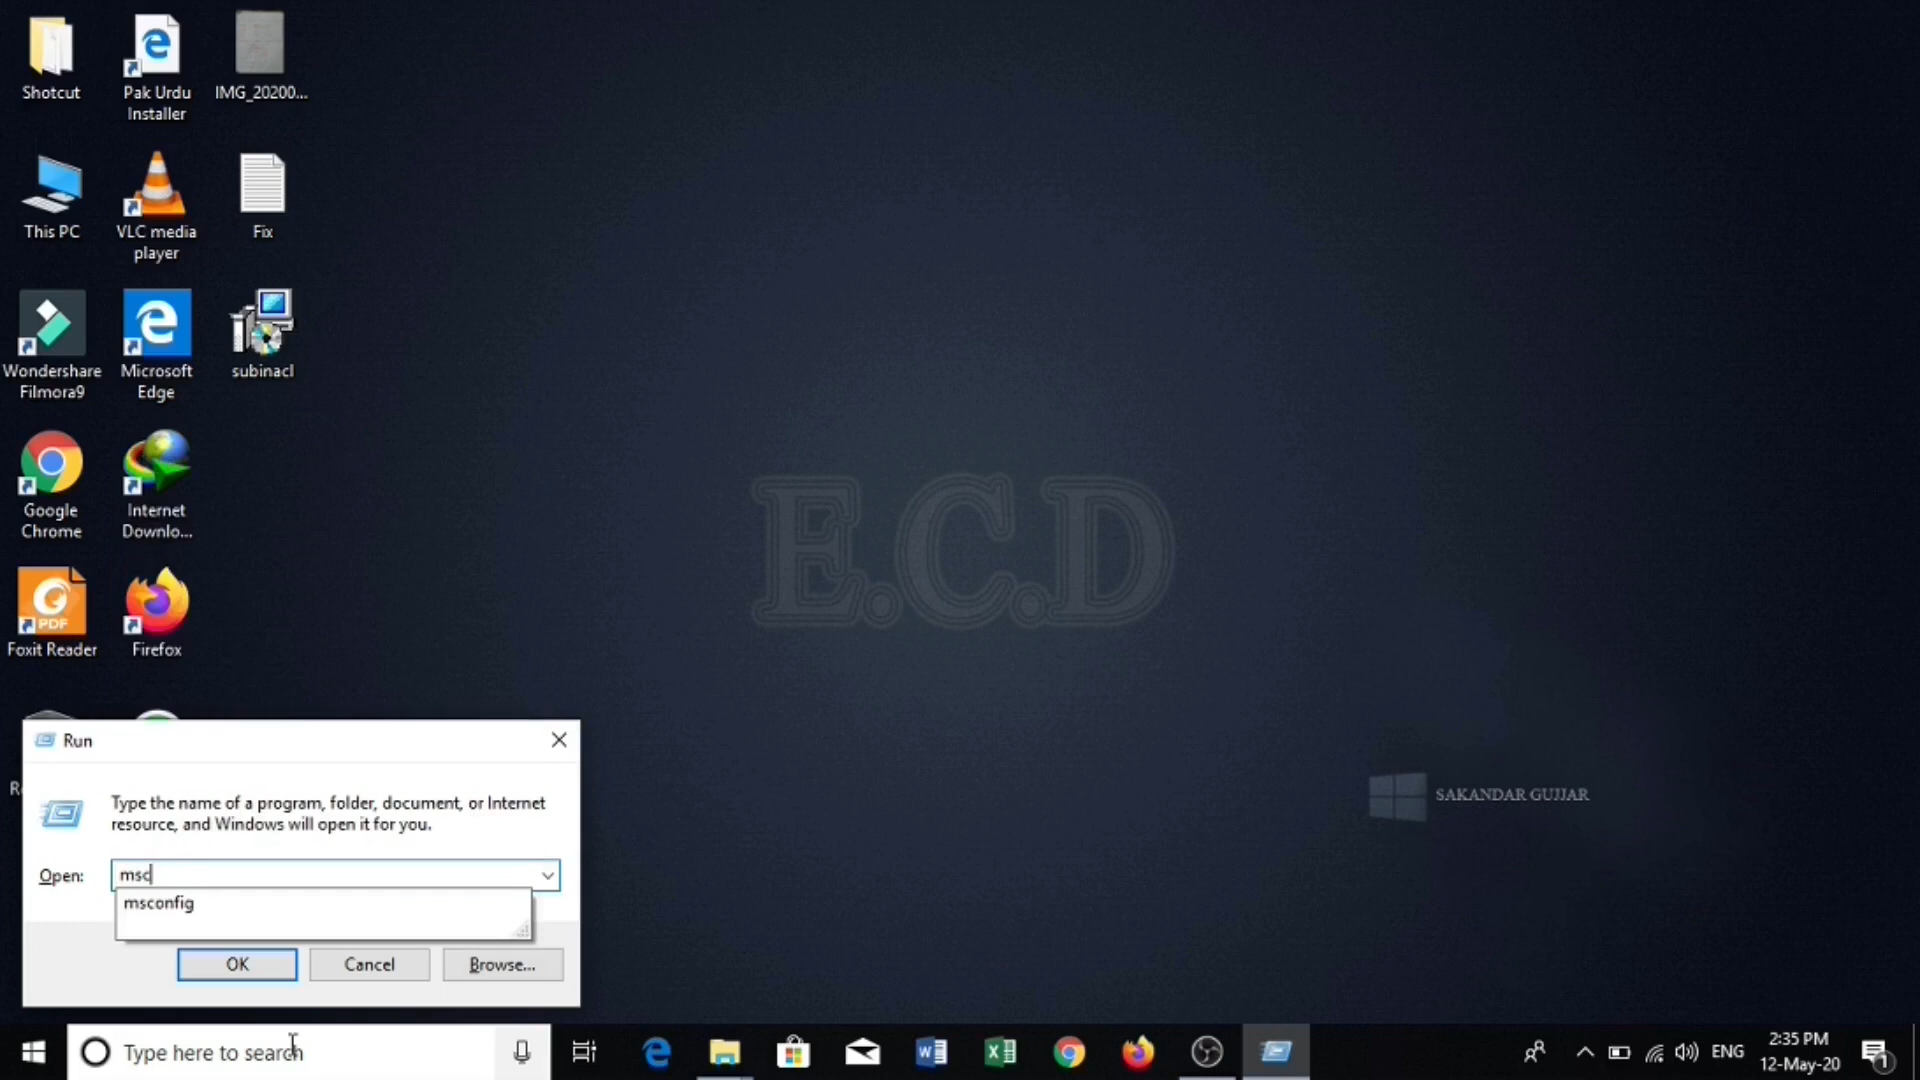 Shotcut
Pak Urdu
Installer
IMG_20200...
This PC
VLC media
player
Fix
Wondershare
Filmora9
Microsoft
Edge
subinacl
Google
Chrome
Internet
Downlo...
PDF
Foxit Reader
Firefox
E.C.D
SAKANDAR GUJJAR
Run
Type the name of a program, folder, document, or Internet
resource, and Windows will open it for you.
Open:
msc
msconfig
OK
Cancel
Browse...
Type here to search
ENG
2:35 PM
12-May-20
1